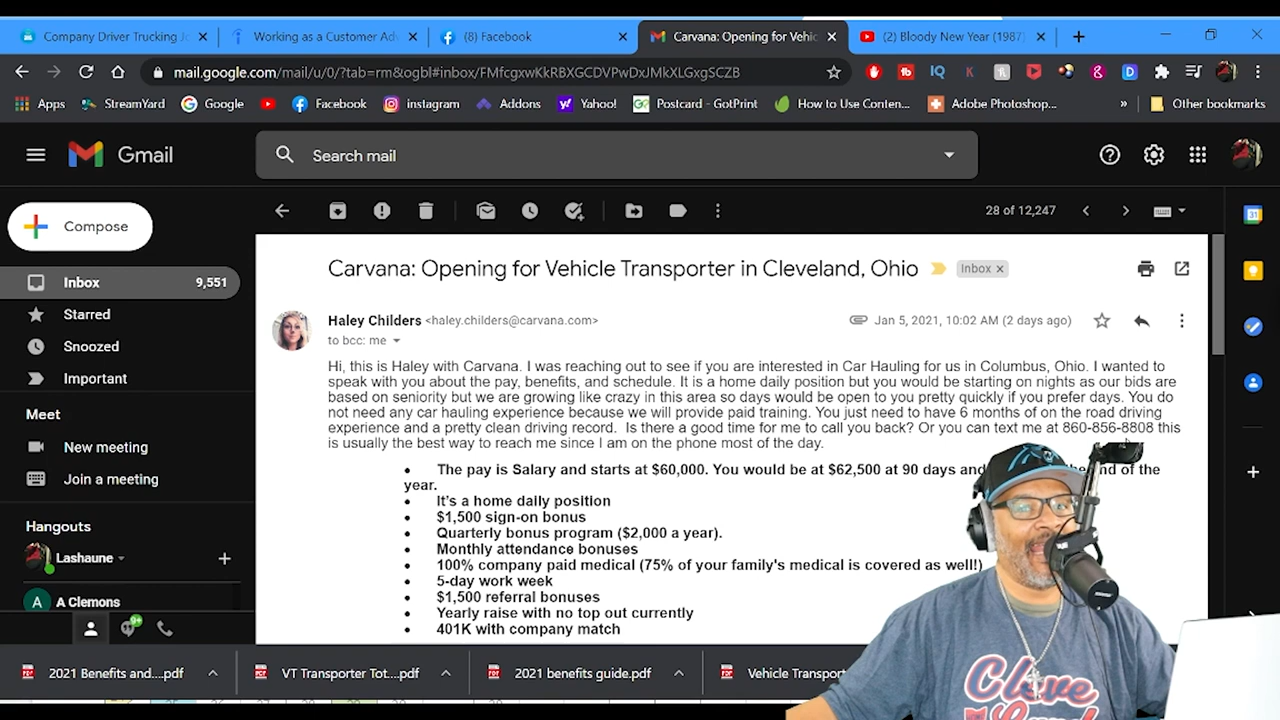 Company Driver Trucking Jo
Working as a Customer Adv
(8) Facebook
Carvana: Opening for Vehic
(2) Bloody New Year (1987)
mail.google.com/mail/u/0/?tab=rm&ogbl#inbox/FMfcgxwKkRBXGCDVPwDxJMkXLGxgSCZB
Apps StreamYard Google Facebook instagram Addons Yahoo! Postcard - GotPrint How to Use Conten... Adobe Photoshop... » Other bookmarks
Gmail
Search mail
Compose
28 of 12,247
Inbox 9,551
Starred
Snoozed
Important
Meet
New meeting
Join a meeting
Hangouts
Lashaune
A Clemons
Carvana: Opening for Vehicle Transporter in Cleveland, Ohio
Inbox ×
Haley Childers <haley.childers@carvana.com>
Jan 5, 2021, 10:02 AM (2 days ago)
to bcc: me
Hi, this is Haley with Carvana. I was reaching out to see if you are interested in Car Hauling for us in Columbus, Ohio. I wanted to
speak with you about the pay, benefits, and schedule. It is a home daily position but you would be starting on nights as our bids are
based on seniority but we are growing like crazy in this area so days would be open to you pretty quickly if you prefer days. You do
not need any car hauling experience because we will provide paid training. You just need to have 6 months of on the road driving
experience and a pretty clean driving record. Is there a good time for me to call you back? Or you can text me at 860-856-8808 this
is usually the best way to reach me since I am on the phone most of the day.
• The pay is Salary and starts at $60,000. You would be at $62,500 at 90 days and end of the
year.
• It's a home daily position
• $1,500 sign-on bonus
• Quarterly bonus program ($2,000 a year).
• Monthly attendance bonuses
• 100% company paid medical (75% of your family's medical is covered as well!)
• 5-day work week
• $1,500 referral bonuses
• Yearly raise with no top out currently
• 401K with company match
2021 Benefits and....pdf
VT Transporter Tot....pdf
2021 benefits guide.pdf
Vehicle Transpor
Cleveland